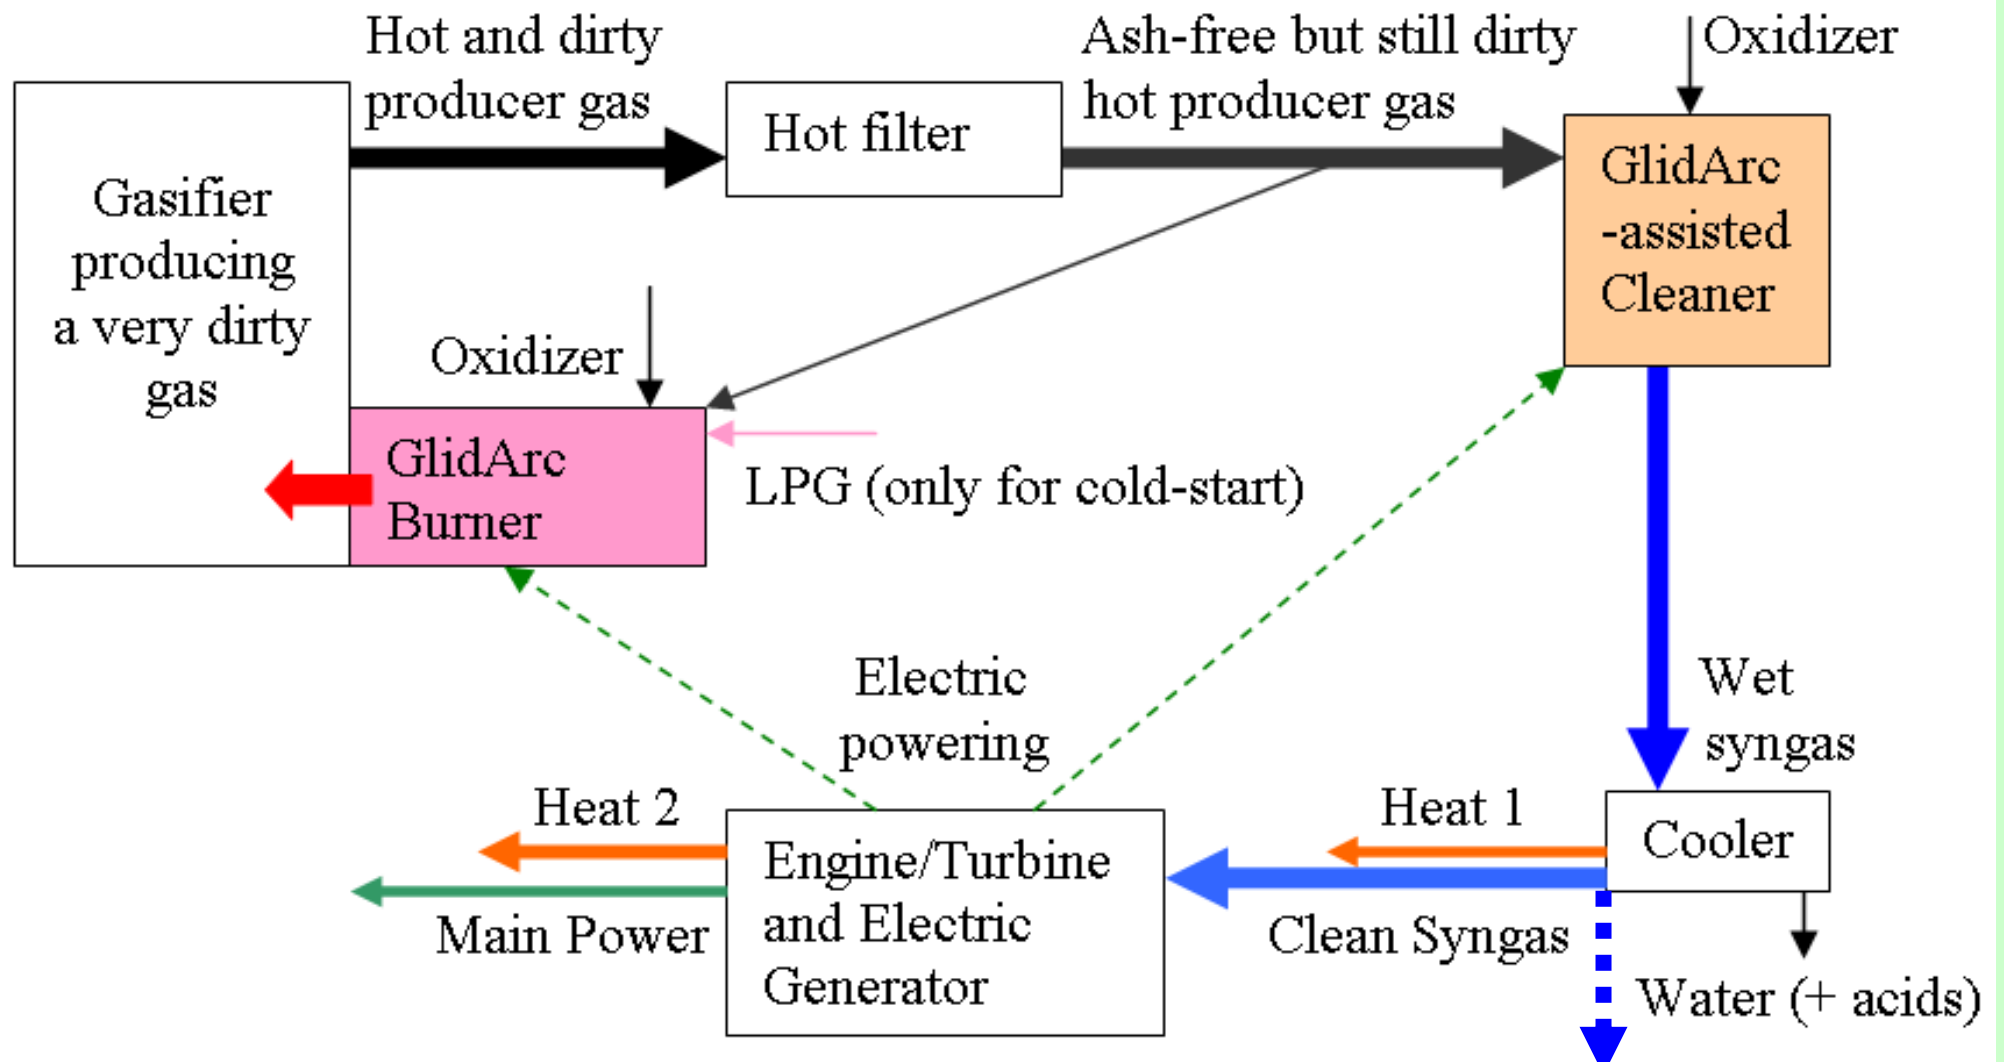 Hot and dirty
producer gas
Ash-free but still dirty
hot producer gas
Oxidizer
Hot filter
GlidArc
-assisted
Cleaner
Gasifier
producing
a very dirty
gas
Oxidizer
GlidArc
Burner
LPG (only for cold-start)
Electric
powering
Wet
syngas
Heat 2
Heat 1
Cooler
Engine/Turbine
and Electric
Generator
Main Power
Clean Syngas
Water (+ acids)